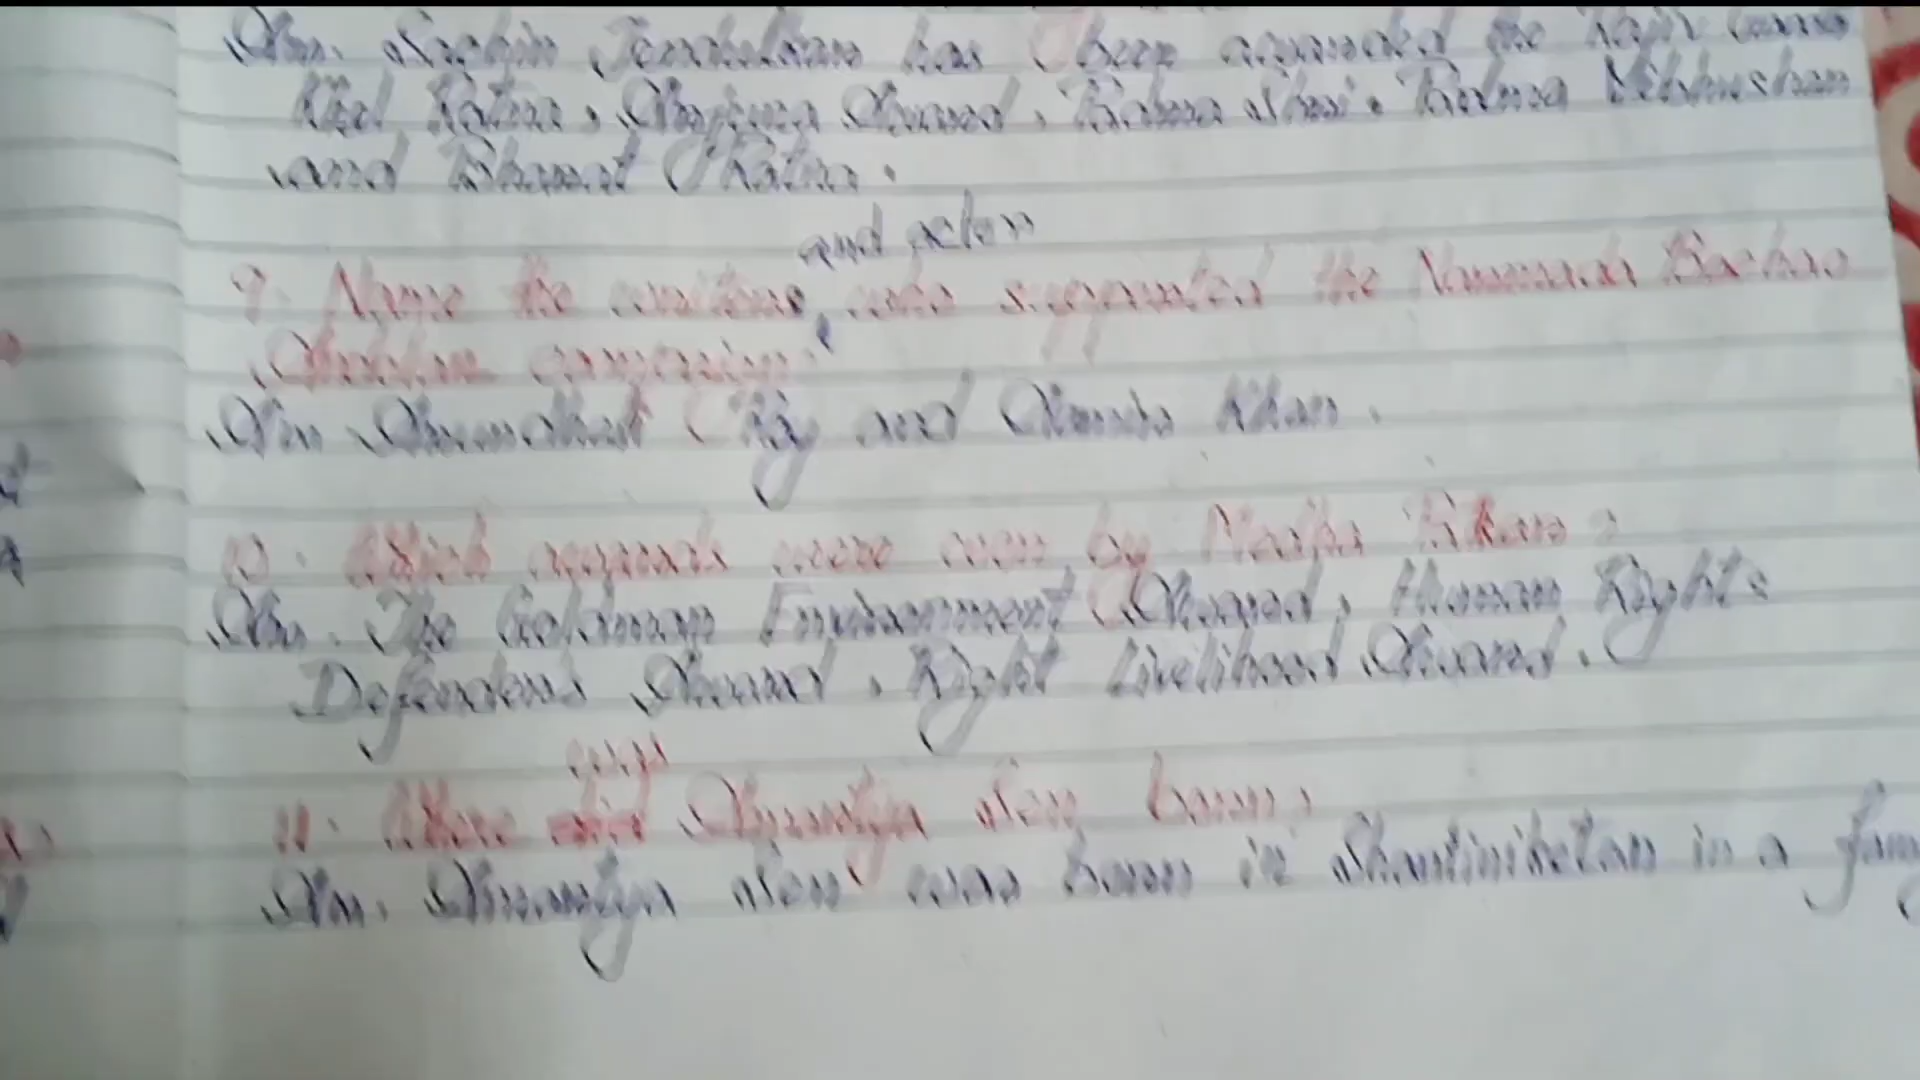 Ans. Sachin Tendulkar has been awarded the Rajiv
Khel Ratna, Arjuna Award, Padma Shri, Padma Vibhushan
and Bharat Ratna.
and actor
9. Name the writers, who supported the Narmada Bachao
Andolan campaign.
Ans Arundhati Roy and Aamir Khan.
10. Which awards were won by Medha Patkar?
Ans. The Goldman Environment Award, Human Rights
Defenders Award, Right Livelihood Award.
was
11. Where did Amartya Sen born?
Ans. Amartya Sen was born in Shantiniketan in a